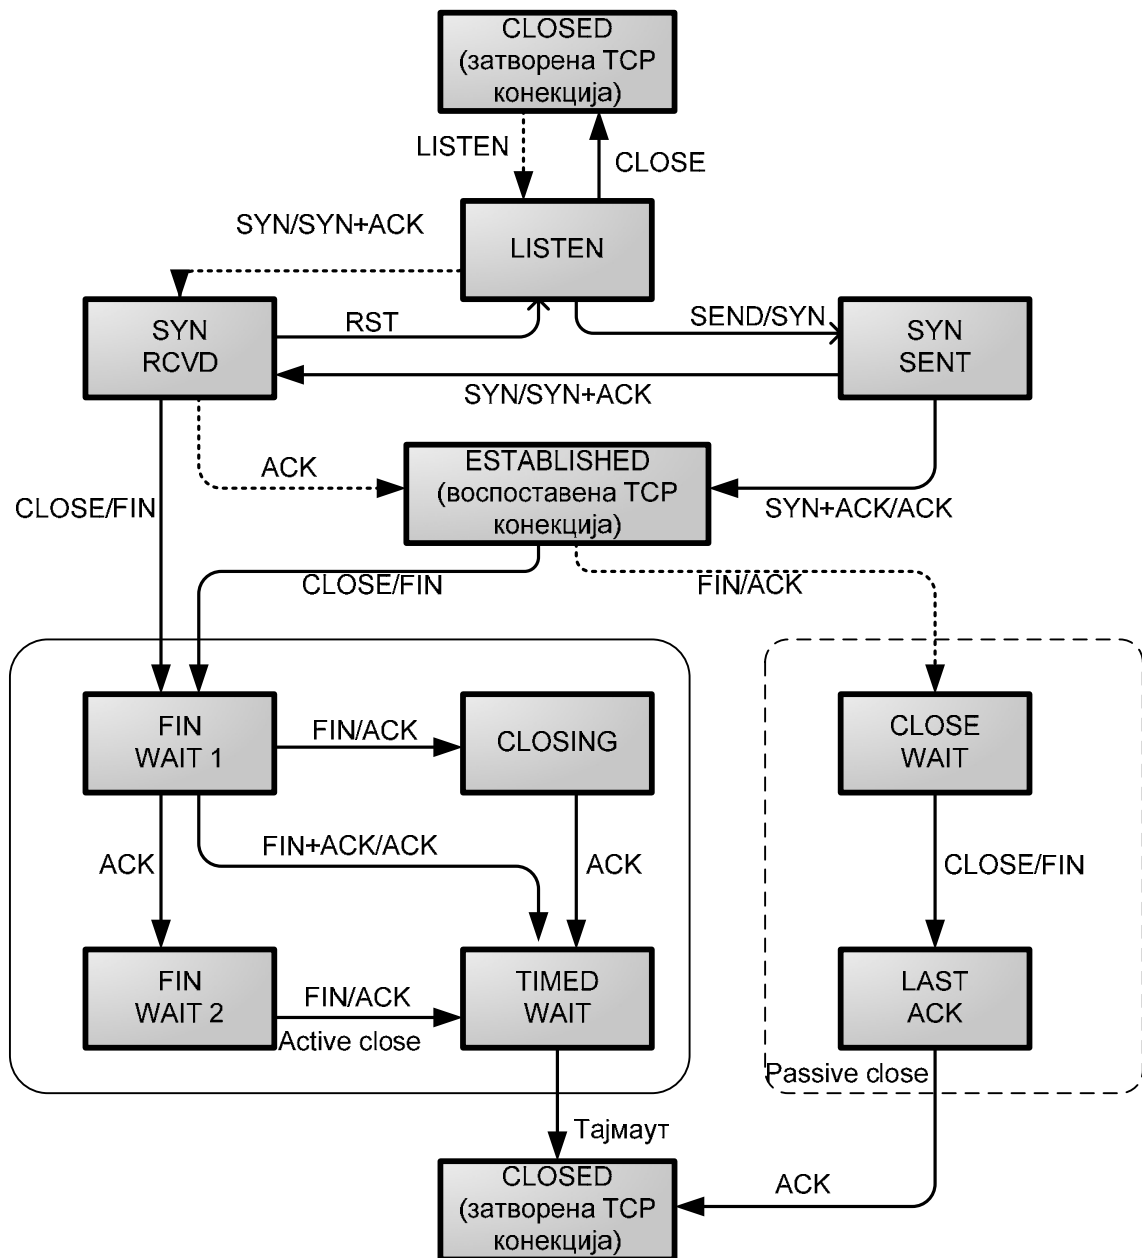 CLOSED
(затворена TCP
конекција)
LISTEN
CLOSE
SYN/SYN+ACK
LISTEN
SYN
RCVD
RST
SEND/SYN
SYN
SENT
SYN/SYN+ACK
ACK
ESTABLISHED
(воспоставена TCP
конекција)
CLOSE/FIN
SYN+ACK/ACK
CLOSE/FIN
FIN/ACK
FIN
WAIT 1
FIN/ACK
CLOSING
CLOSE
WAIT
ACK
FIN+ACK/ACK
ACK
CLOSE/FIN
FIN
WAIT 2
FIN/ACK
Active close
TIMED
WAIT
LAST
ACK
Passive close
Тајмаут
CLOSED
(затворена TCP
конекција)
ACK